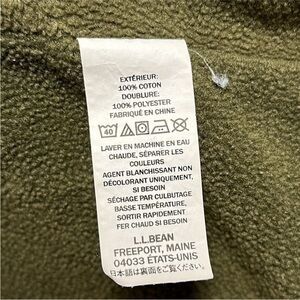 EXTÉRIEUR:
100% COTON
DOUBLURE:
100% POLYESTER
FABRIQUÉ EN CHINE
40
LAVER EN MACHINE EN EAU
CHAUDE, SÉPARER LES
COULEURS
AGENT BLANCHISSANT NON
DÉCOLORANT UNIQUEMENT,
SI BESOIN
SÉCHAGE PAR CULBUTAGE
BASSE TEMPÉRATURE,
SORTIR RAPIDEMENT
FER CHAUD SI BESOIN
L.L.BEAN
FREEPORT, MAINE
04033 ÉTATS-UNIS
日本語は裏面をご覧ください。